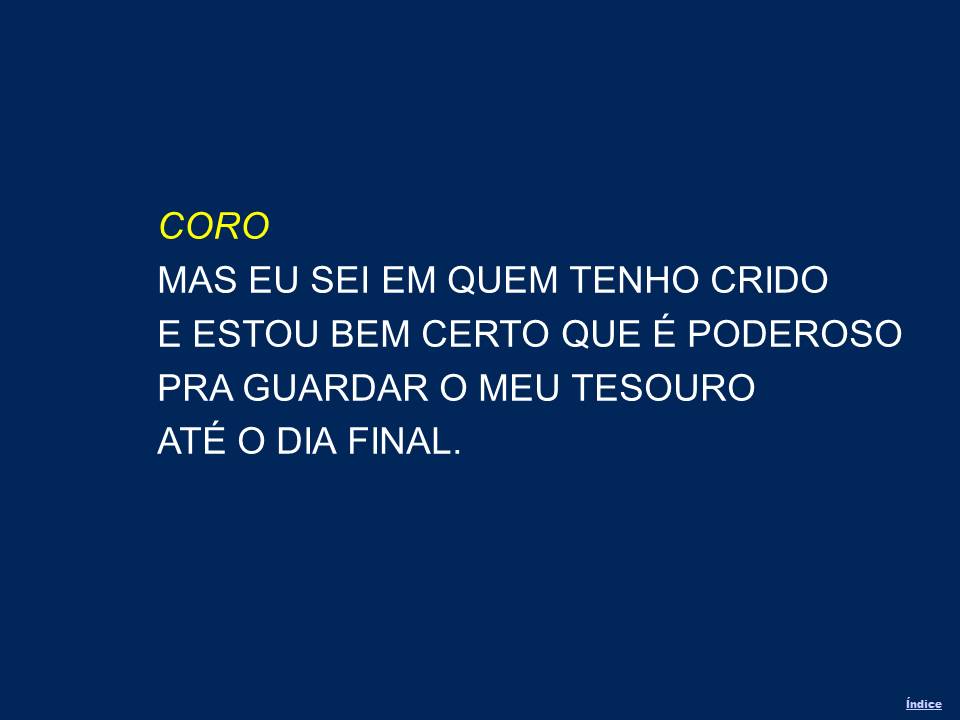 CORO
MAS EU SEI EM QUEM TENHO CRIDO
E ESTOU BEM CERTO QUE É PODEROSO
PRA GUARDAR O MEU TESOURO
ATÉ O DIA FINAL.
Índice